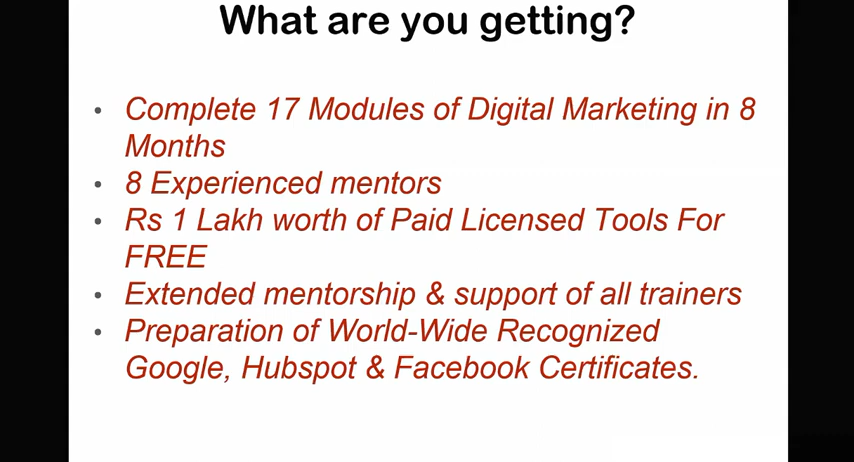 What are you getting?
• Complete 17 Modules of Digital Marketing in 8
Months
• 8 Experienced mentors
• Rs 1 Lakh worth of Paid Licensed Tools For
FREE
• Extended mentorship & support of all trainers
• Preparation of World-Wide Recognized
Google, Hubspot & Facebook Certificates.